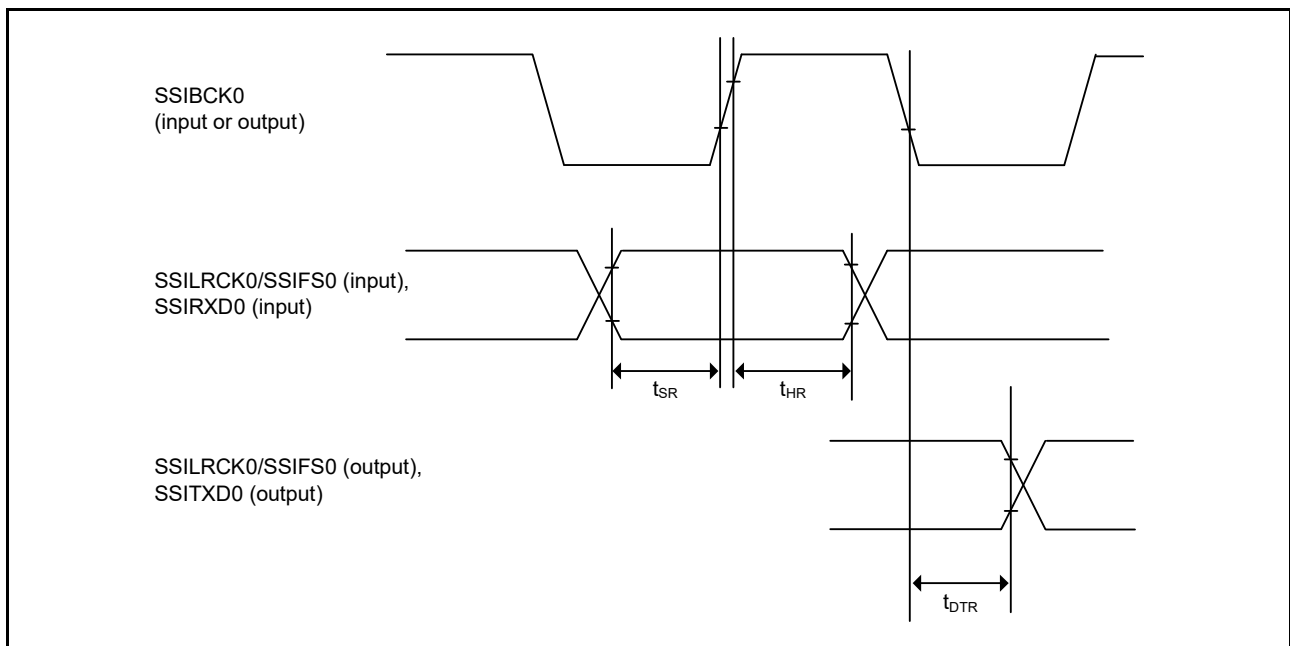 SSIBCK0
(input or output)
SSILRCK0/SSIFS0 (input),
SSIRXD0 (input)
tSR
tHR
SSILRCK0/SSIFS0 (output),
SSITXD0 (output)
tDTR